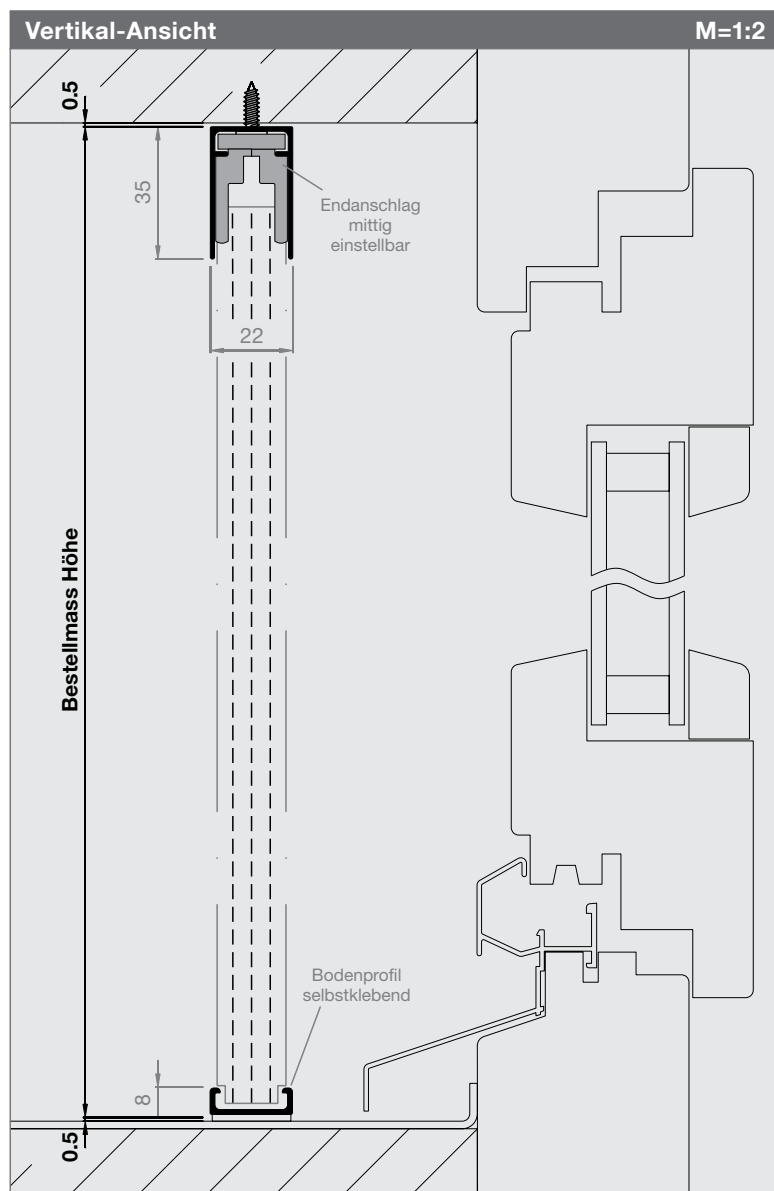 Vertikal-Ansicht M=1:2
0.5
35
Endanschlag
mittig
einstellbar
22
Bestellmass Höhe
Bodenprofil
selbstklebend
8
0.5